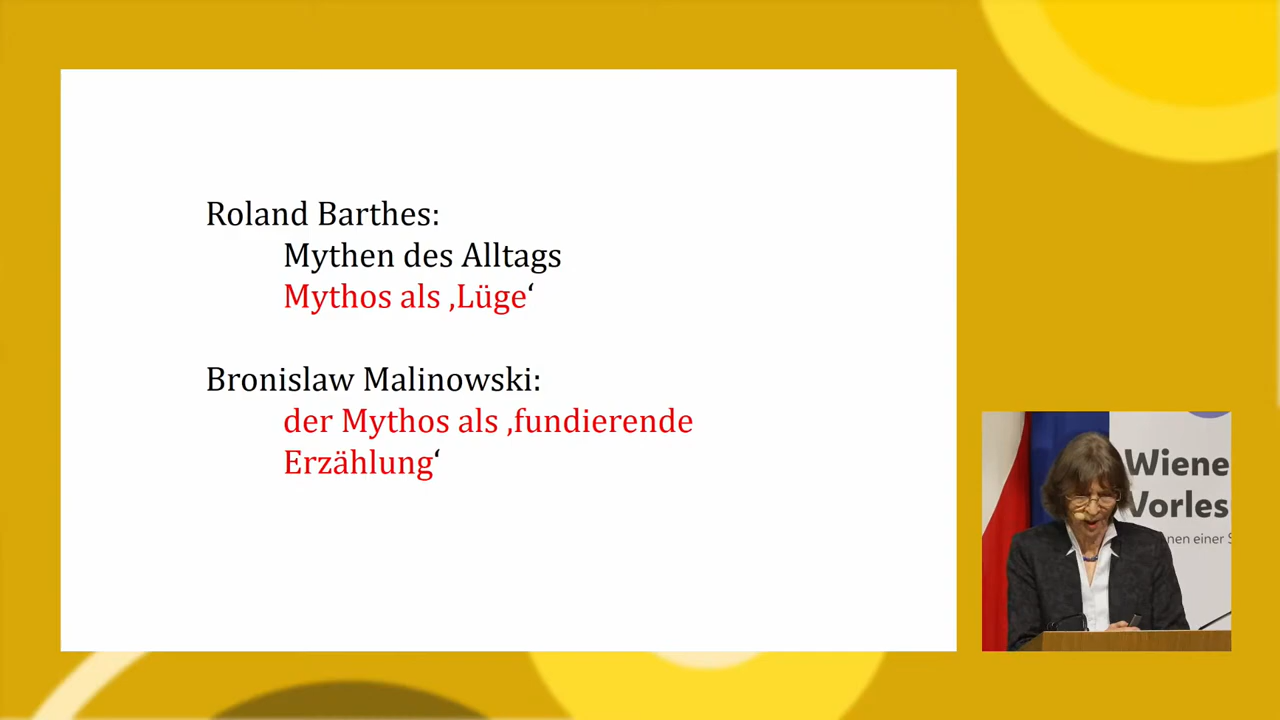 Roland Barthes:
Mythen des Alltags
Mythos als ‚Lüge‘
Bronislaw Malinowski:
der Mythos als ‚fundierende
Erzählung‘
Wiene
Vorles
nen einer S